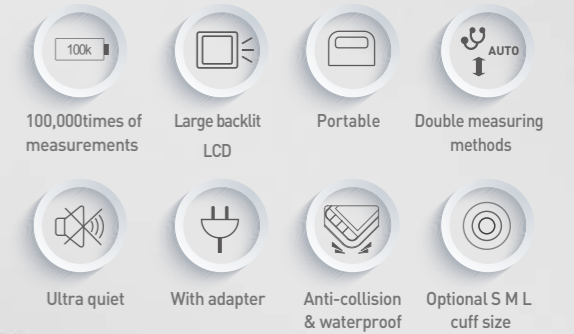 100k
AUTO
100,000times of
measurements
Large backlit
LCD
Portable
Double measuring
methods
Ultra quiet
With adapter
Anti-collision
& waterproof
Optional S M L
cuff size